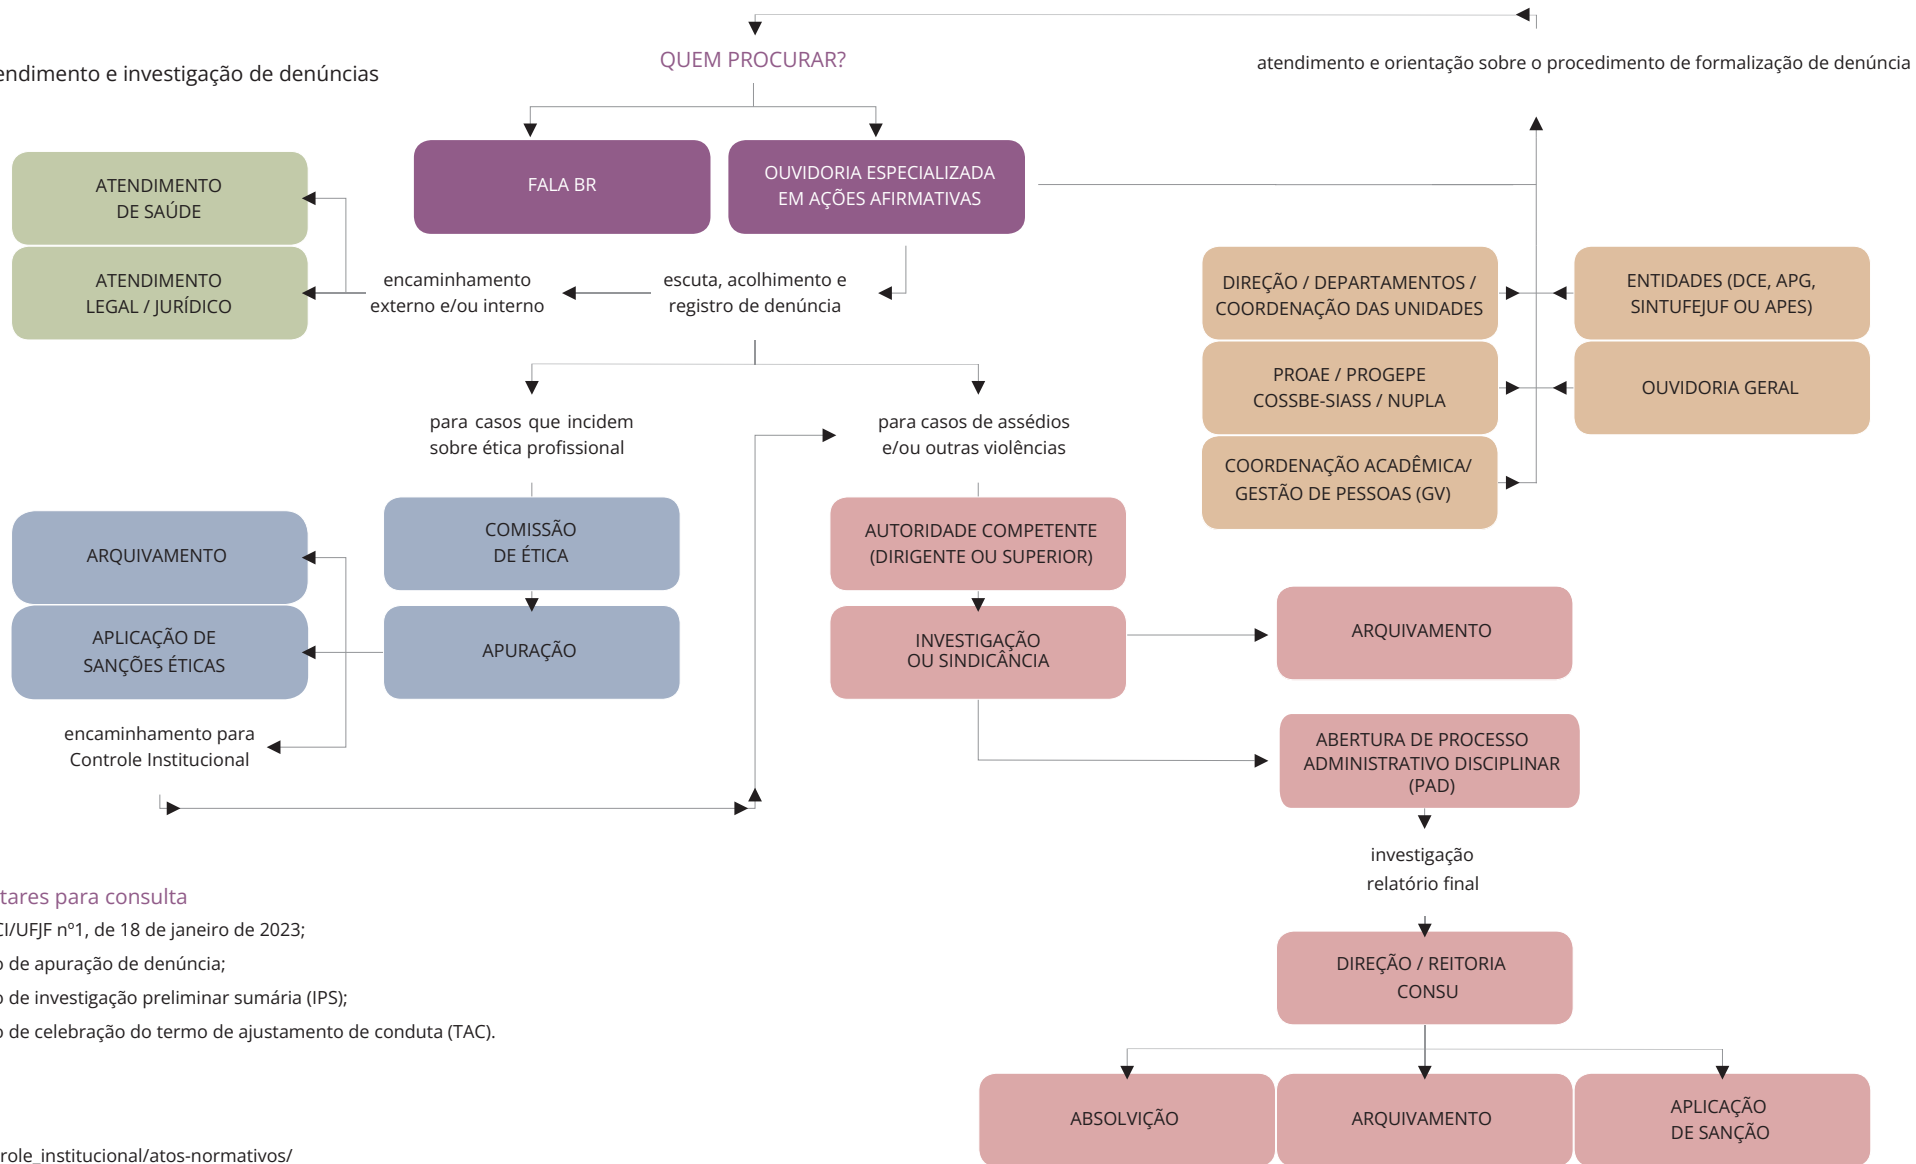 QUEM PROCURAR?
atendimento e orientação sobre o procedimento de formalização de denúncia
endimento e investigação de denúncias
ATENDIMENTO
DE SAÚDE
FALA BR
OUVIDORIA ESPECIALIZADA
EM AÇÕES AFIRMATIVAS
ATENDIMENTO
LEGAL / JURÍDICO
encaminhamento
externo e/ou interno
escuta, acolhimento e
registro de denúncia
DIREÇÃO / DEPARTAMENTOS /
COORDENAÇÃO DAS UNIDADES
ENTIDADES (DCE, APG,
SINTUFEJUF OU APES)
PROAE / PROGEPE
COSSBE-SIASS / NUPLA
OUVIDORIA GERAL
COORDENAÇÃO ACADÊMICA/
GESTÃO DE PESSOAS (GV)
para casos que incidem
sobre ética profissional
para casos de assédios
e/ou outras violências
ARQUIVAMENTO
COMISSÃO
DE ÉTICA
AUTORIDADE COMPETENTE
(DIRIGENTE OU SUPERIOR)
APLICAÇÃO DE
SANÇÕES ÉTICAS
APURAÇÃO
INVESTIGAÇÃO
OU SINDICÂNCIA
ARQUIVAMENTO
encaminhamento para
Controle Institucional
ABERTURA DE PROCESSO
ADMINISTRATIVO DISCIPLINAR
(PAD)
investigação
relatório final
tares para consulta
CI/UFJF nº1, de 18 de janeiro de 2023;
o de apuração de denúncia;
o de investigação preliminar sumária (IPS);
o de celebração do termo de ajustamento de conduta (TAC).
DIREÇÃO / REITORIA
CONSU
ABSOLVIÇÃO
ARQUIVAMENTO
APLICAÇÃO
DE SANÇÃO
role_institucional/atos-normativos/